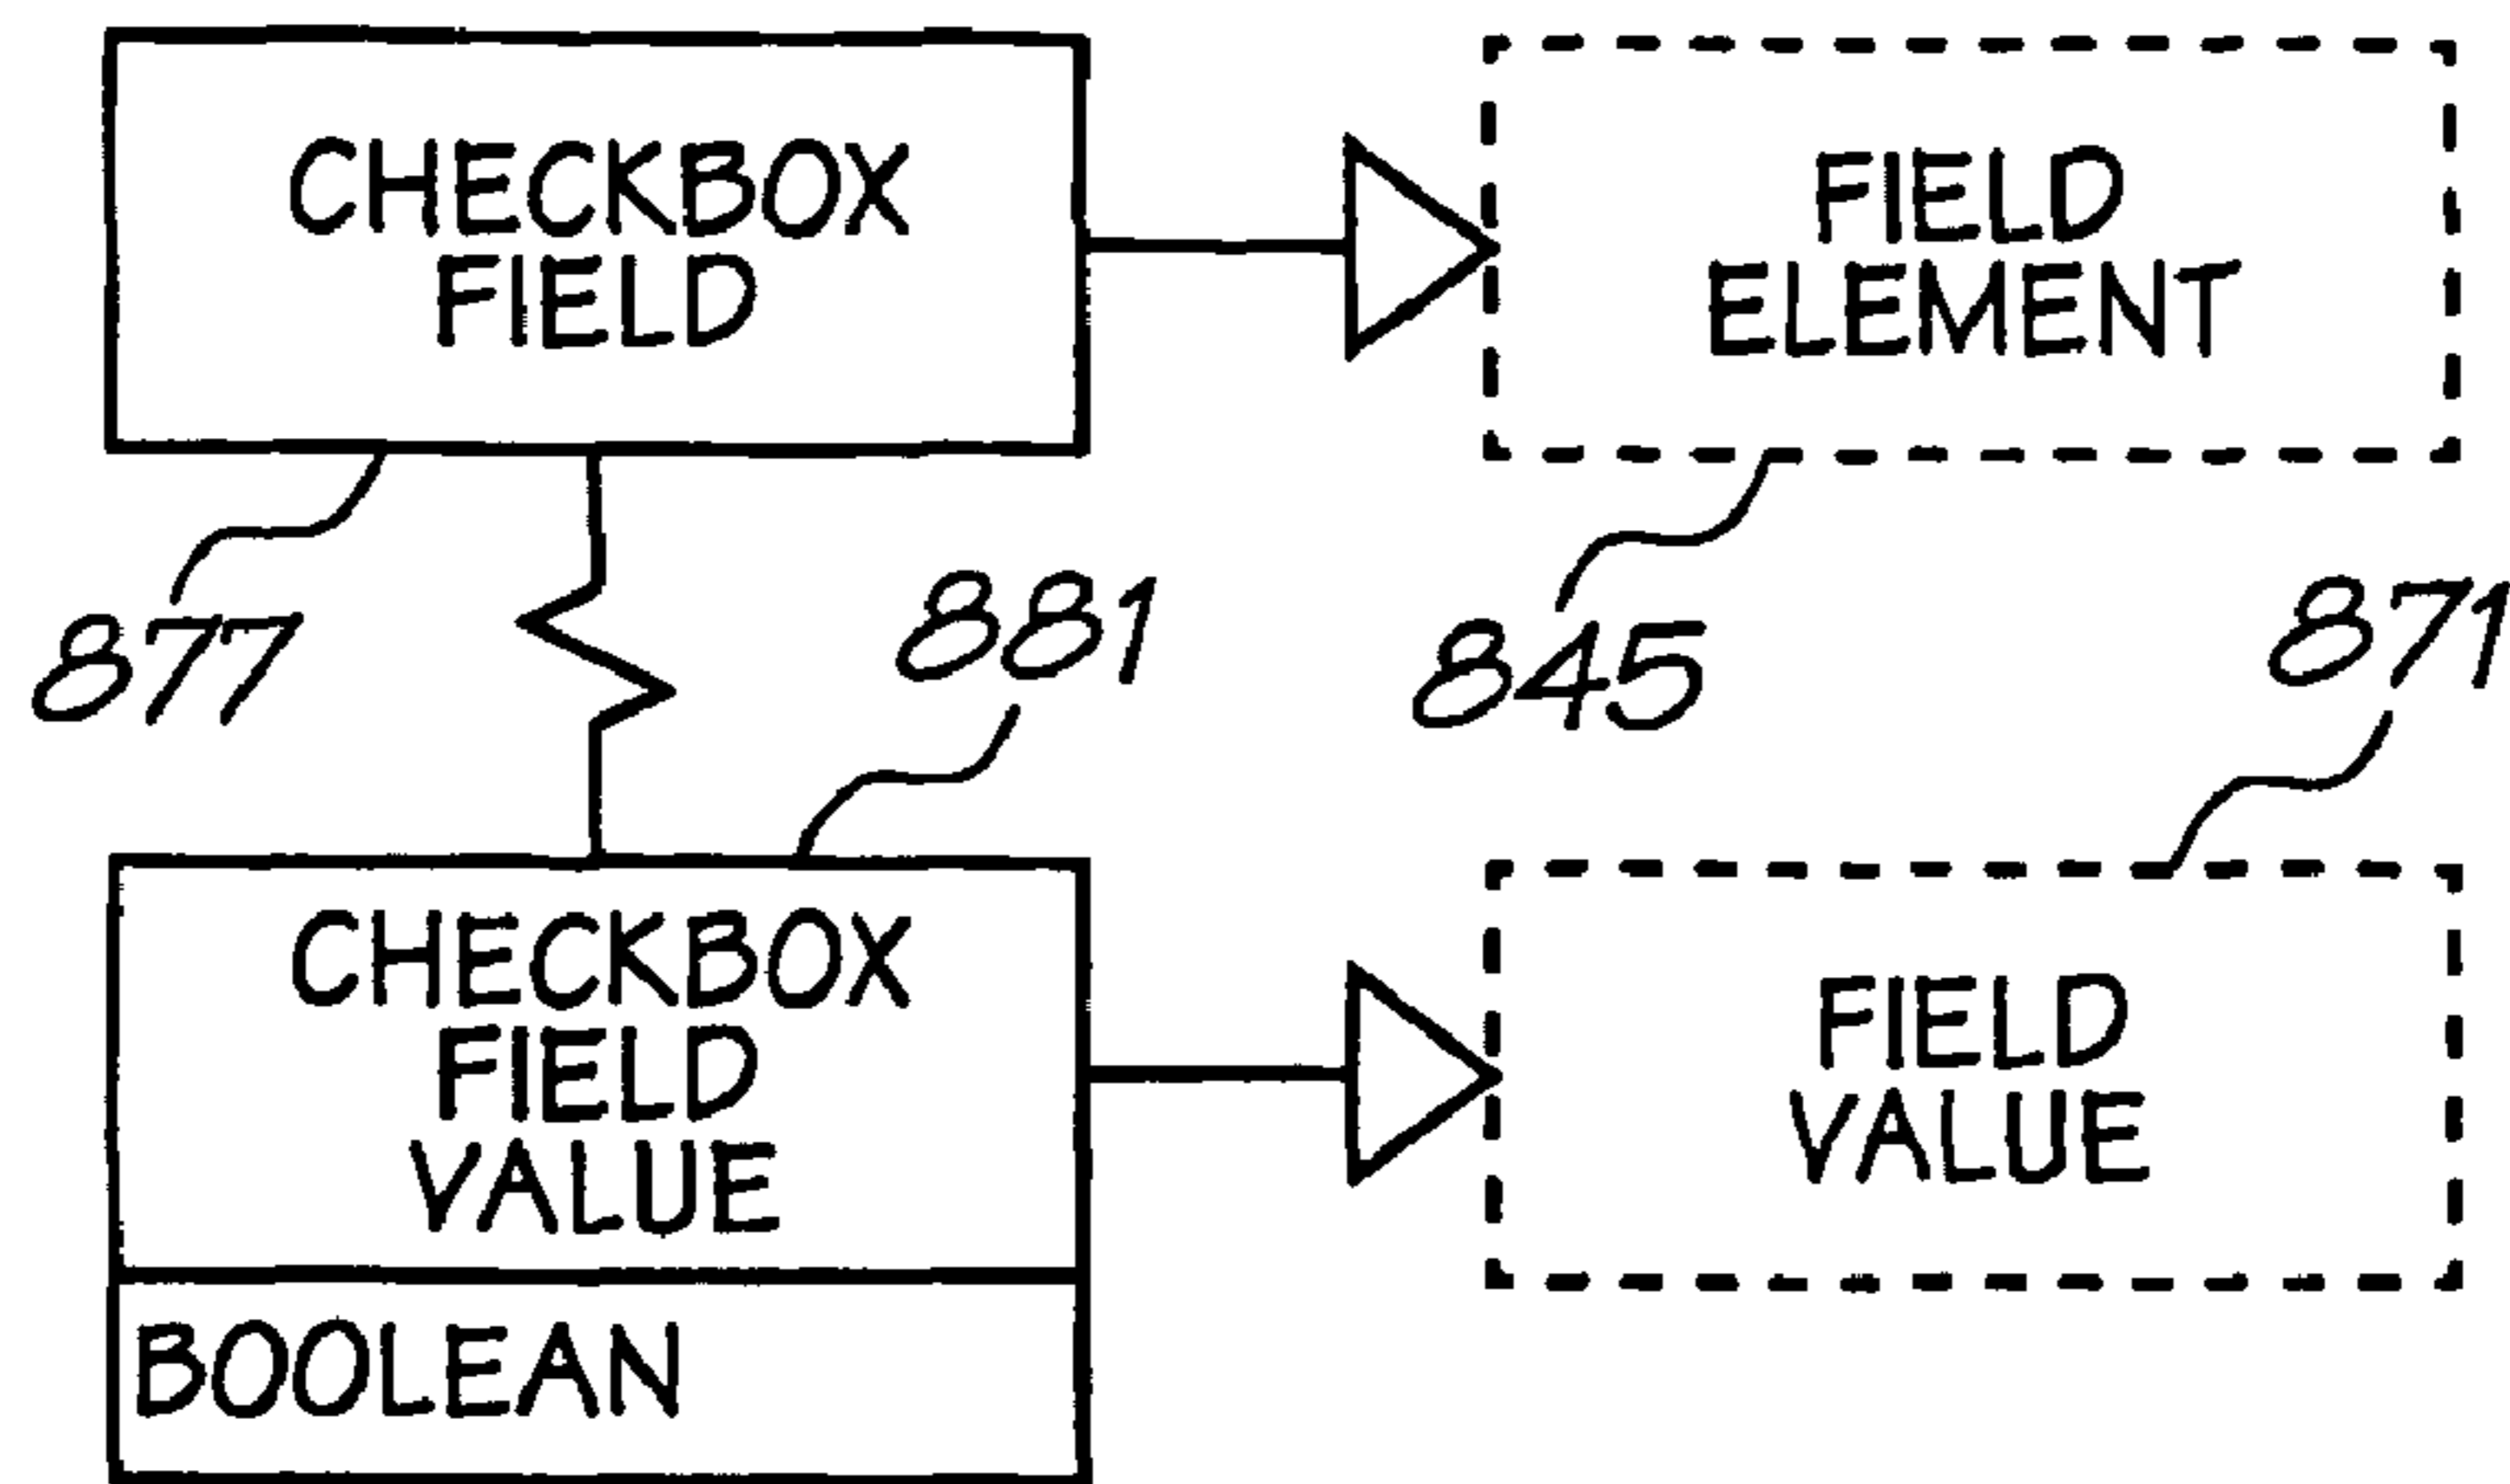 CHECKBOX
FIELD
FIELD
ELEMENT
877
881
845
871
CHECKBOX
FIELD
VALUE
FIELD
VALUE
BOOLEAN